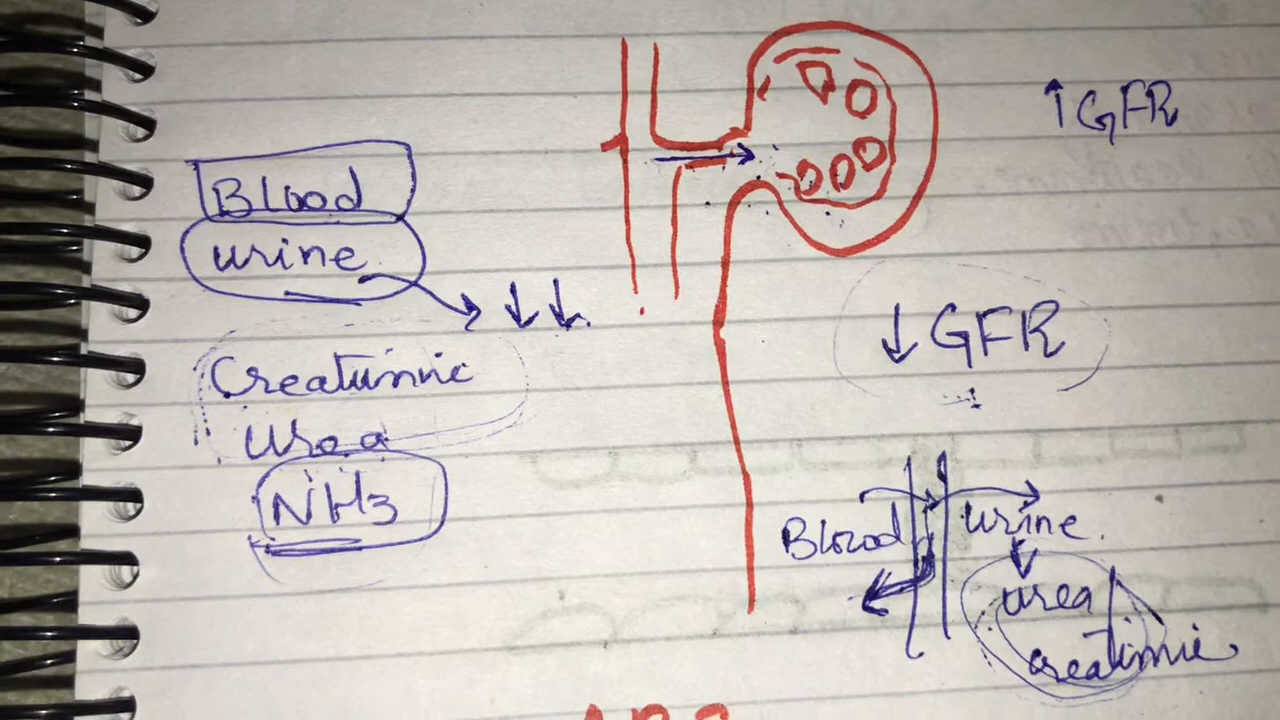 Blood
urine
↓ ↓
Creatinine
Urea
NH3
↑ GFR
↓ GFR
Blood
urine.
urea
creatinine